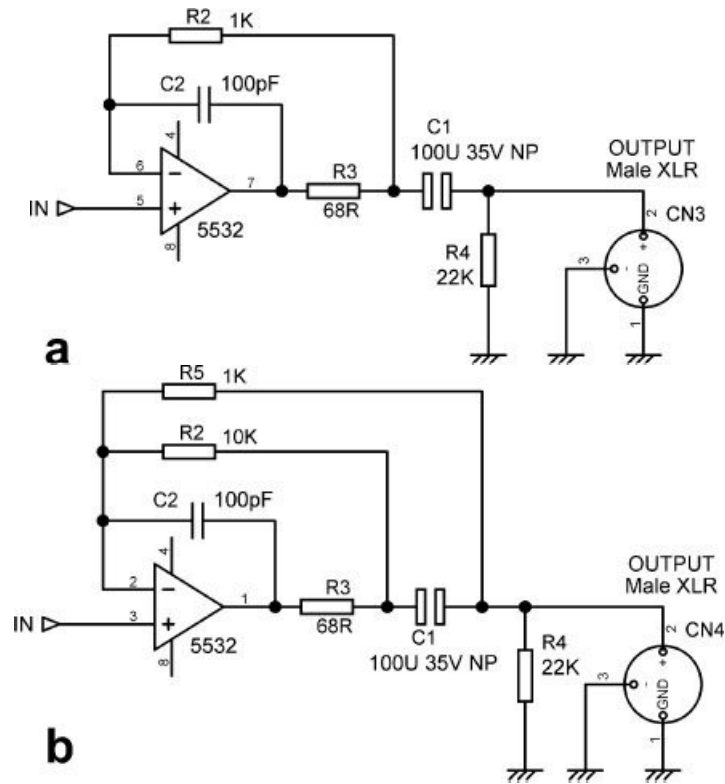 R2 1K
C2 100pF
4
6
-
IN 5
+
7
8
5532
R3
68R
C1
100U 35V NP
R4
22K
OUTPUT
Male XLR
CN3
2
+
3
-
GND
1
a
R5 1K
R2 10K
C2 100pF
4
2
-
IN 3
+
1
8
5532
R3
68R
C1
100U 35V NP
R4
22K
OUTPUT
Male XLR
CN4
2
+
3
-
GND
1
b